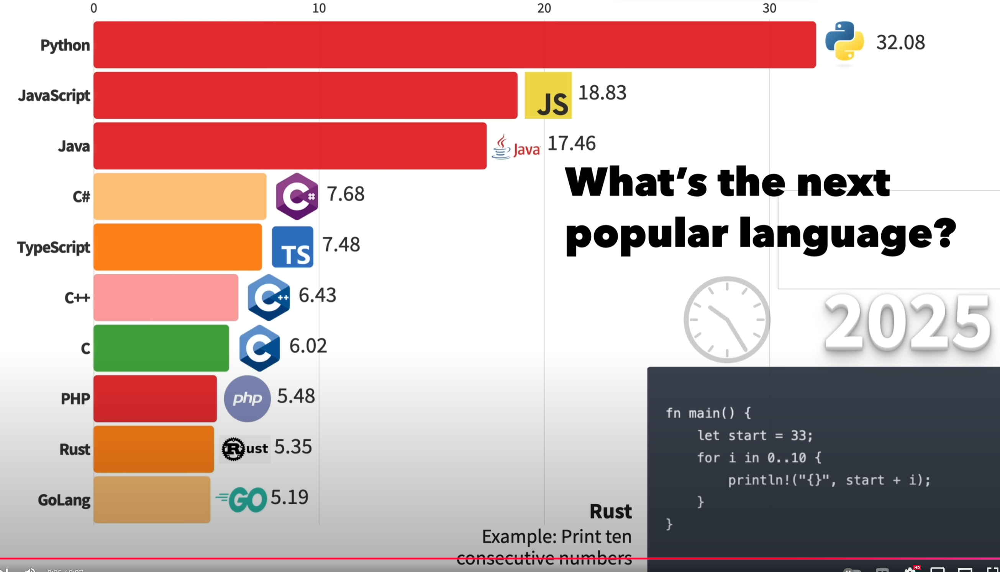 0 10 20 30
Python 32.08
JavaScript JS 18.83
Java Java 17.46
C# C# 7.68
TypeScript TS 7.48
C++ C++ 6.43
C C 6.02
PHP php 5.48
Rust Rust 5.35
GoLang GO 5.19
What's the next
popular language?
2025
fn main() {
    let start = 33;
    for i in 0..10 {
        println!("{}", start + i);
    }
}
Rust
Example: Print ten
consecutive numbers
HD